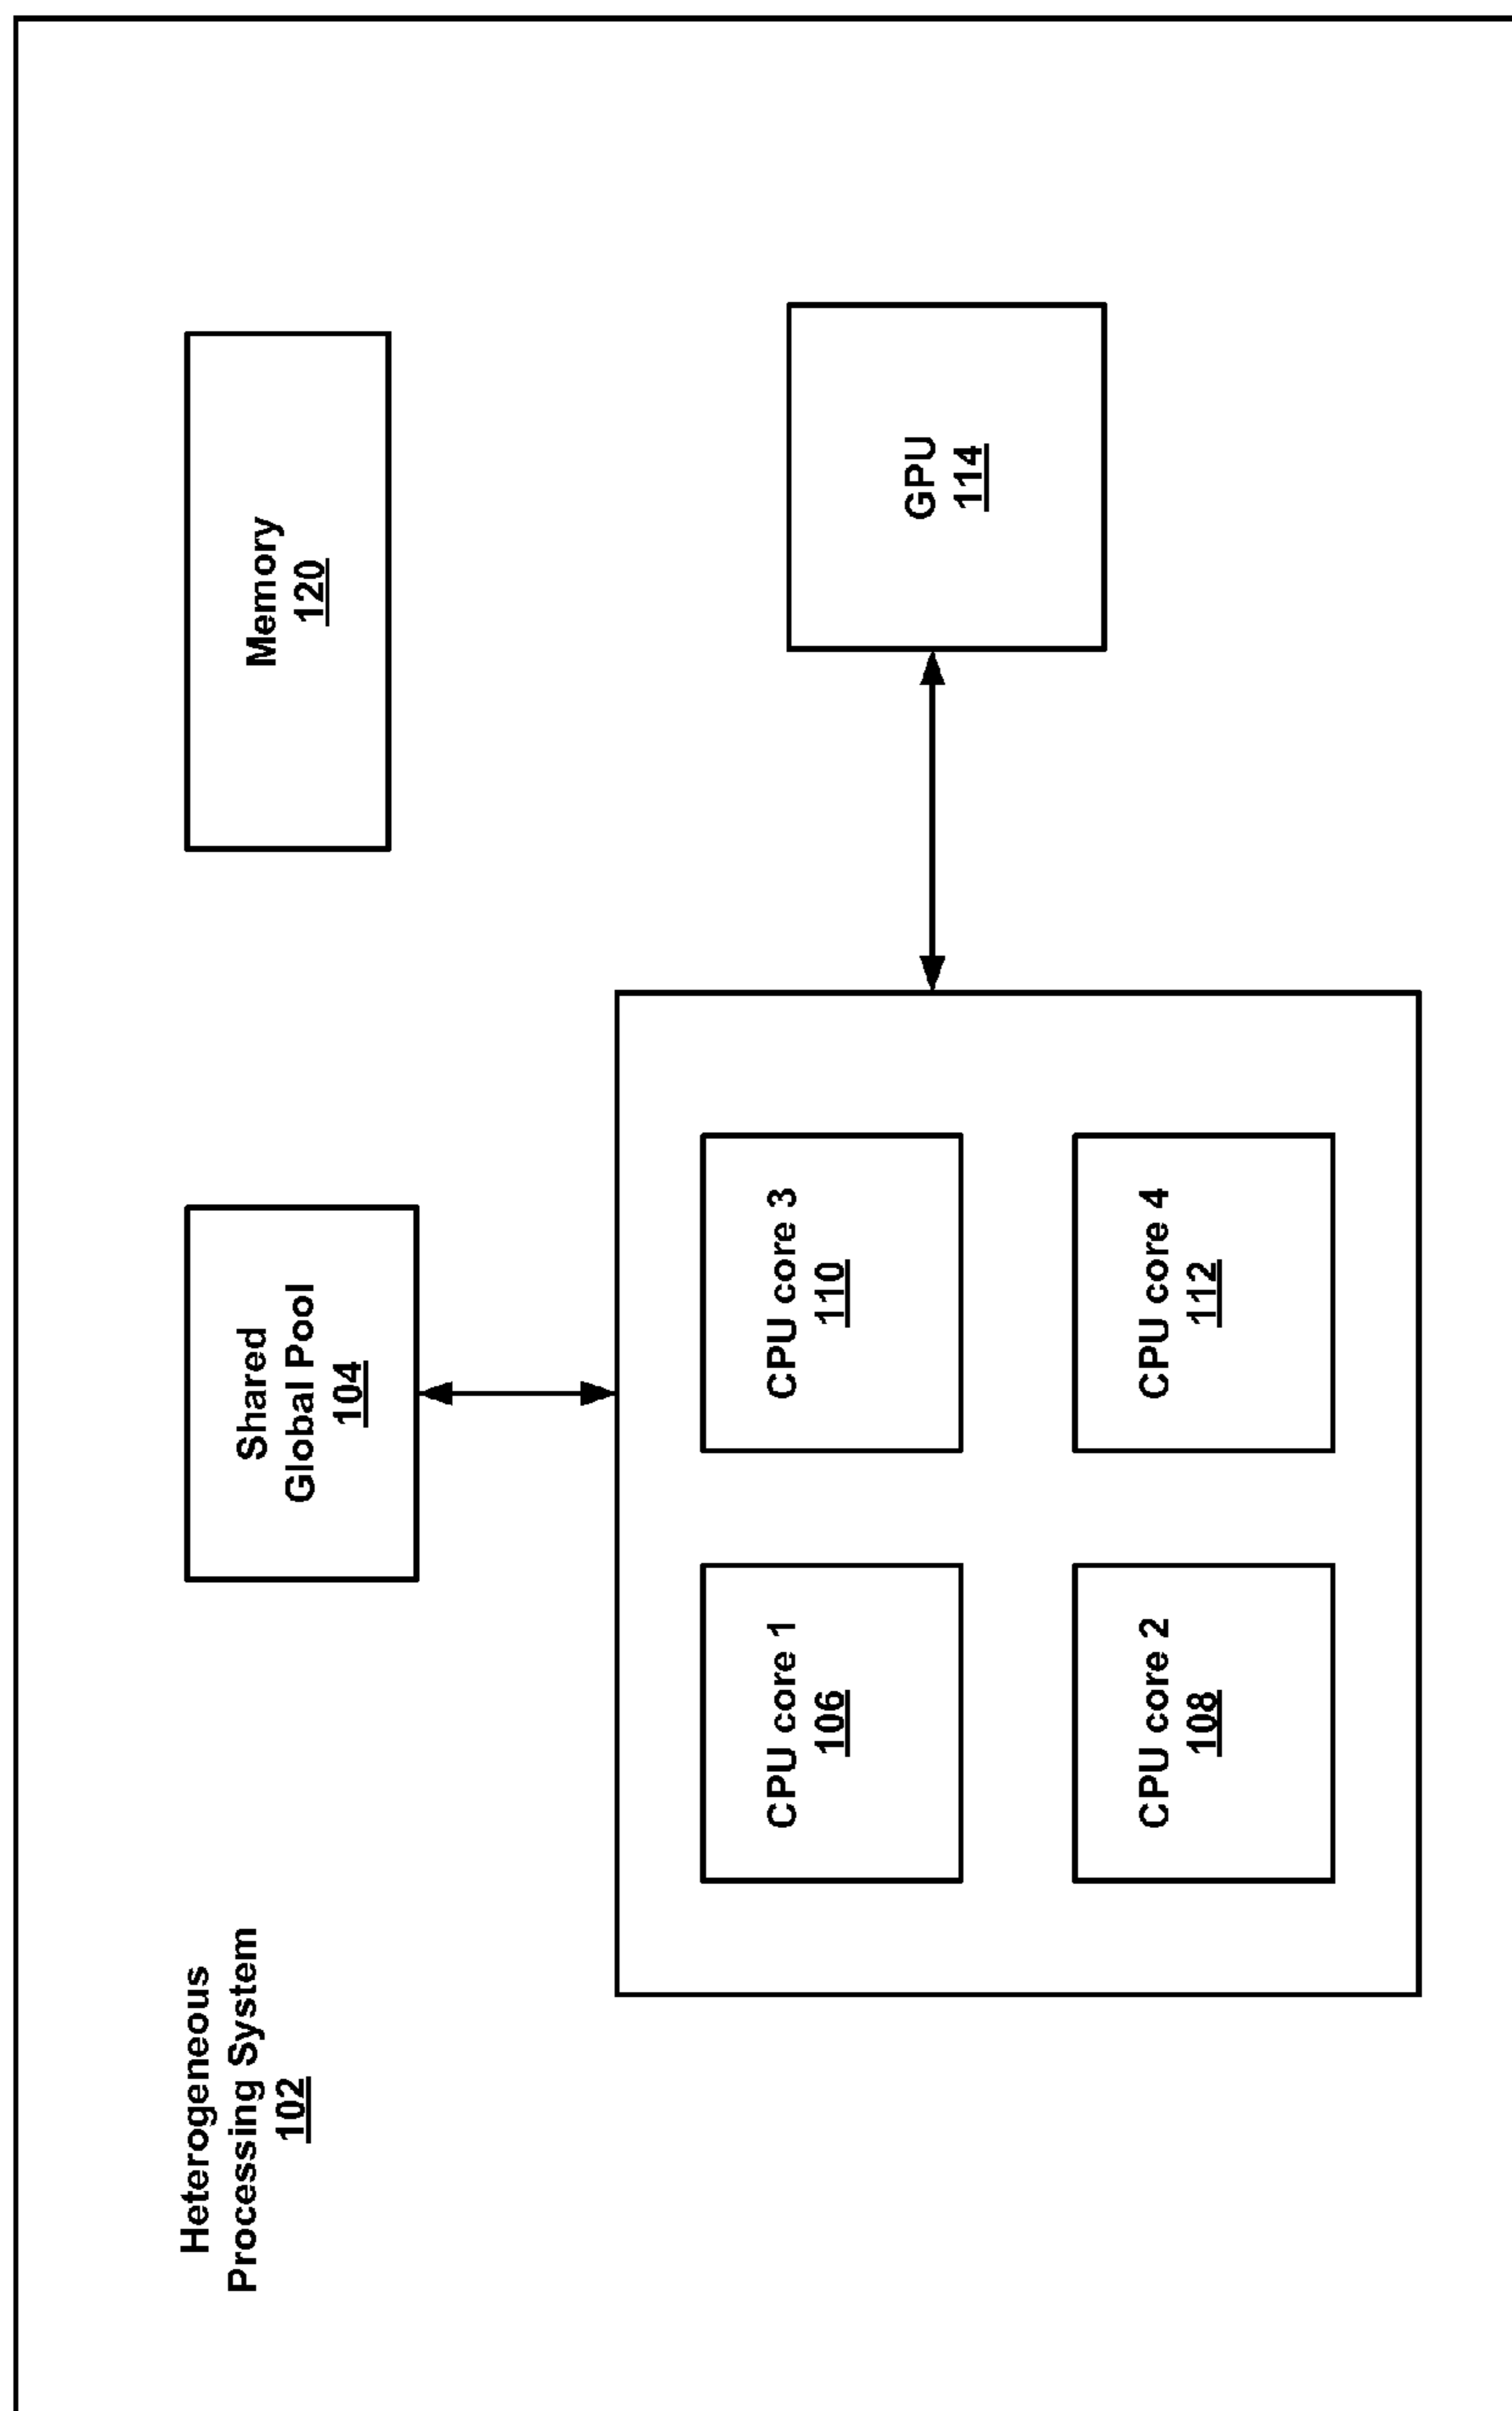 Heterogeneous
Processing System
102
Shared
Global Pool
104
Memory
120
CPU core 1
106
CPU core 3
110
CPU core 2
108
CPU core 4
112
GPU
114